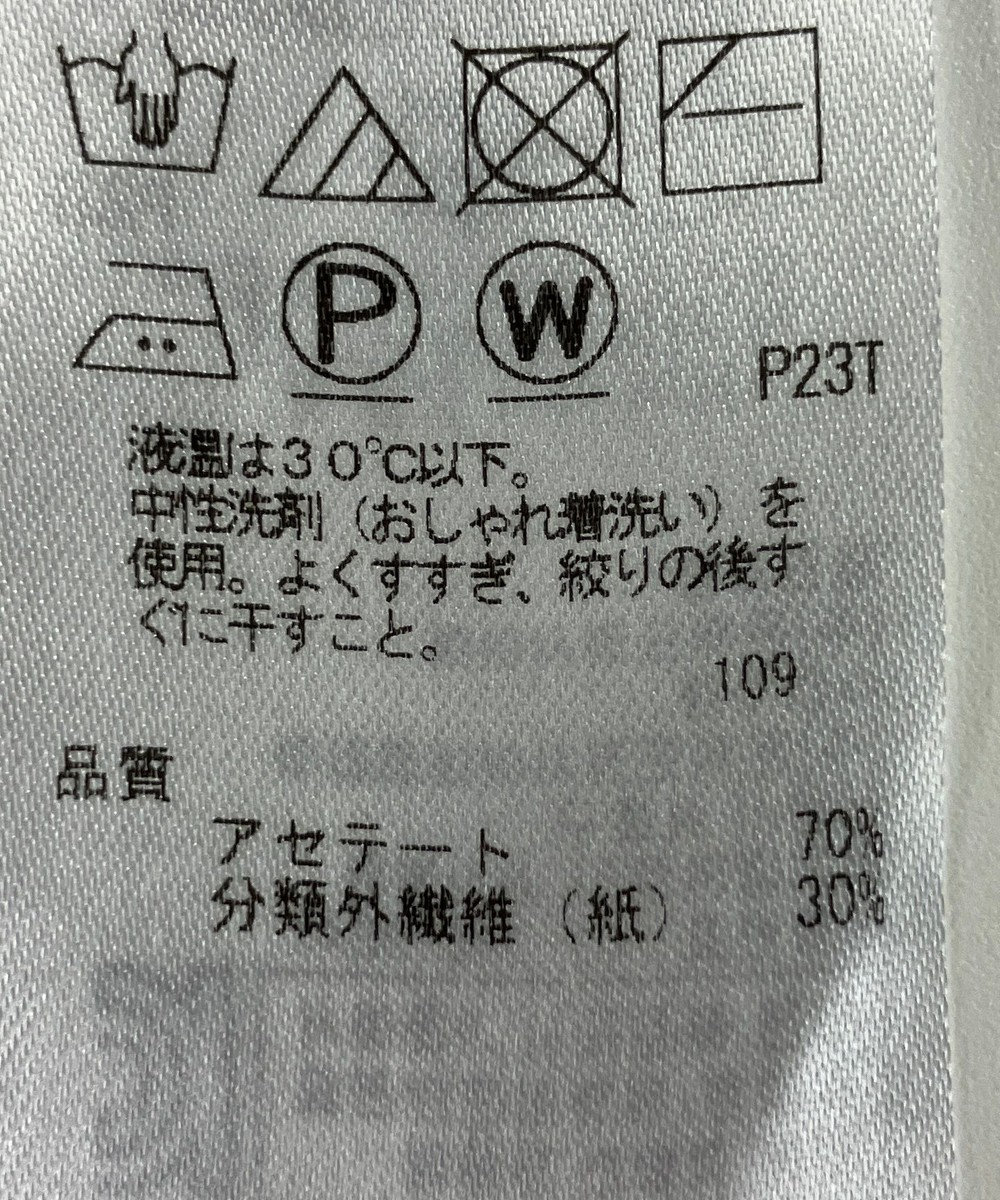 P W
P23T
液温は30℃以下。
中性洗剤（おしゃれ着洗い）を
使用。よくすすぎ、絞りの後す
ぐに干すこと。
109
品質
アセテート 70%
分類外繊維（紙） 30%